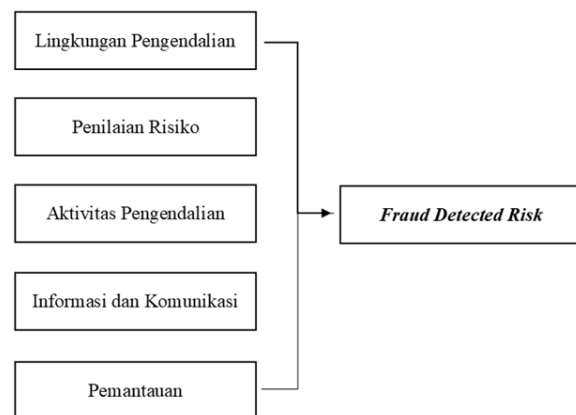 Lingkungan Pengendalian
Penilaian Risiko
Aktivitas Pengendalian
Fraud Detected Risk
Informasi dan Komunikasi
Pemantauan